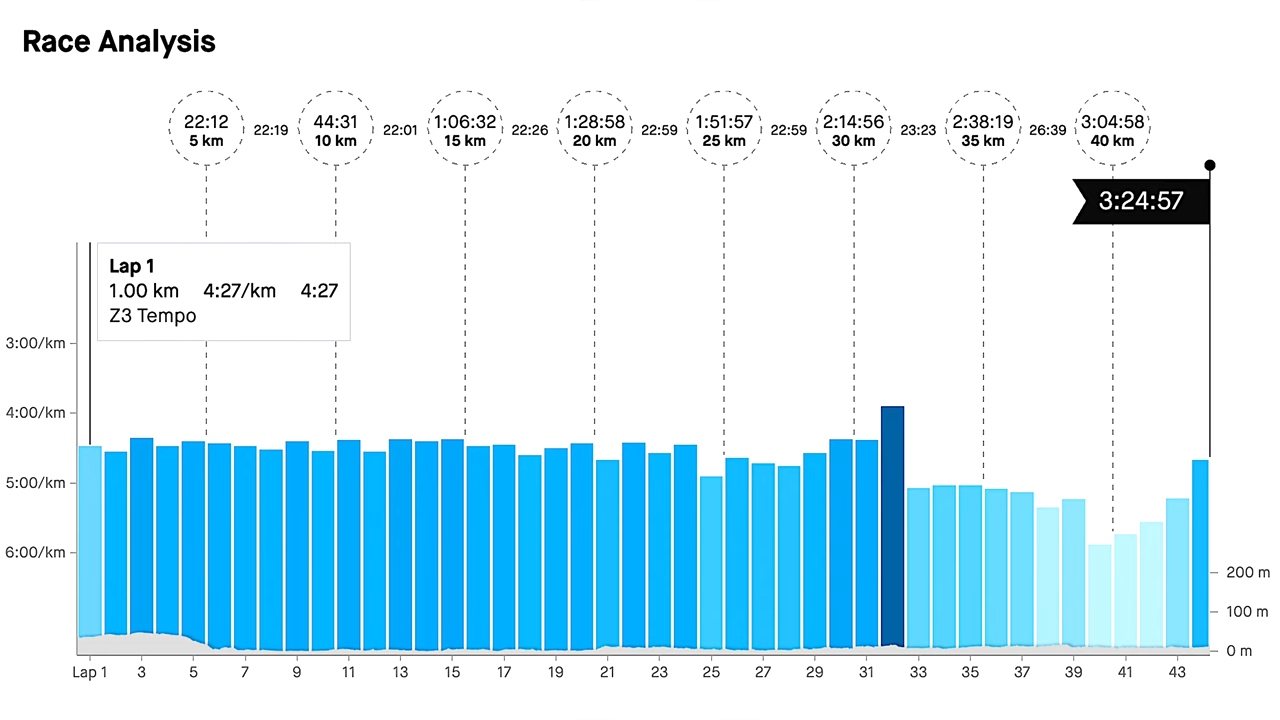 Race Analysis
22:12 22:19 44:31 22:01 1:06:32 22:26 1:28:58 22:59 1:51:57 22:59 2:14:56 23:23 2:38:19 26:39 3:04:58
5 km 10 km 15 km 20 km 25 km 30 km 35 km 40 km
3:24:57
Lap 1
1.00 km 4:27/km 4:27
Z3 Tempo
3:00/km
4:00/km
5:00/km
6:00/km
200 m
100 m
0 m
Lap 1 3 5 7 9 11 13 15 17 19 21 23 25 27 29 31 33 35 37 39 41 43